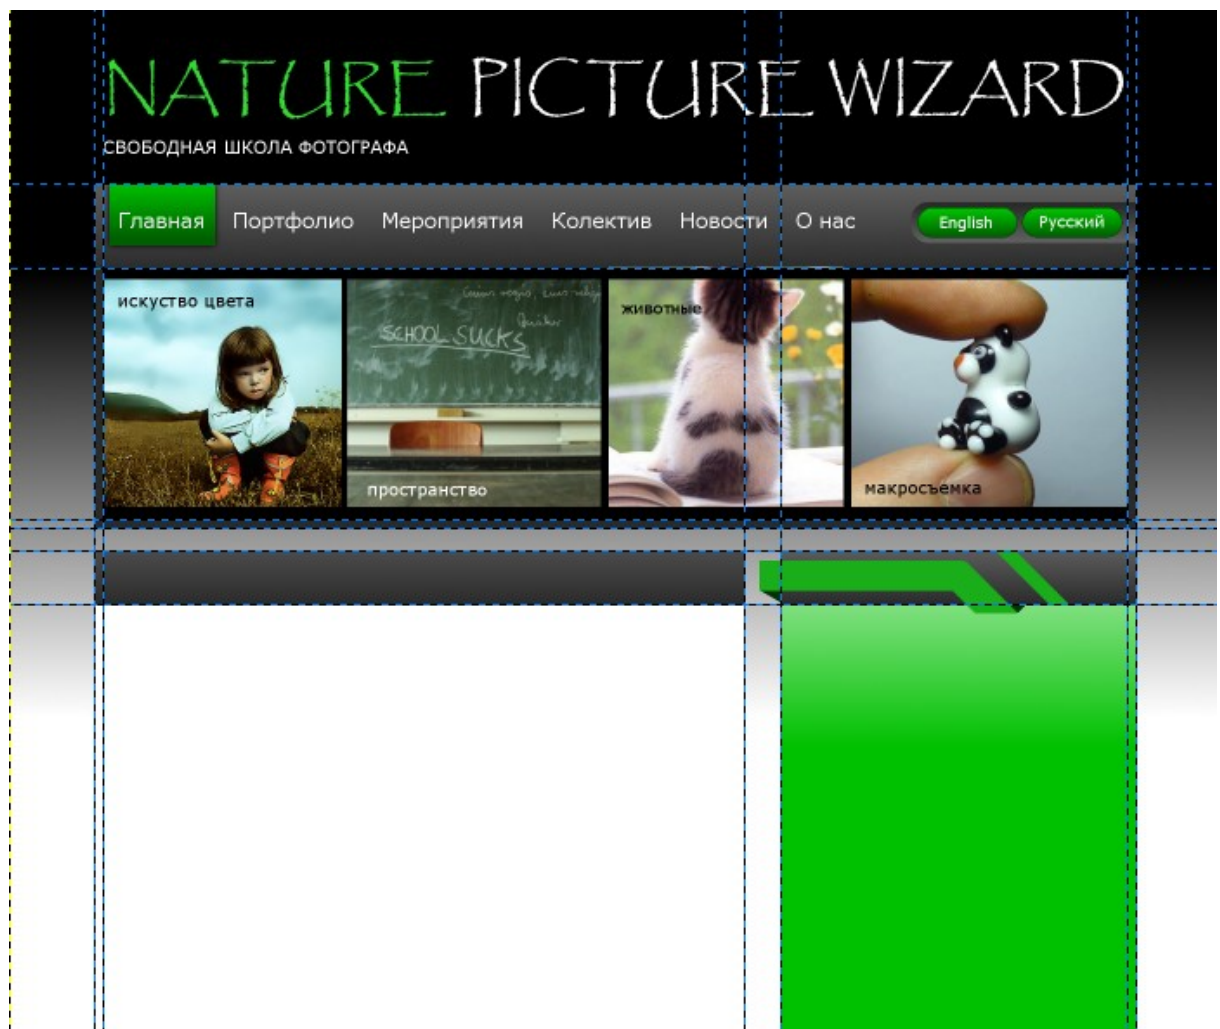 NATURE PICTURE WIZARD
СВОБОДНАЯ ШКОЛА ФОТОГРАФА
Главная Портфолио Мероприятия Колектив Новости О нас English Русский
искуство цвета
животные
SCHOOL SUCKS
пространство
макросъемка